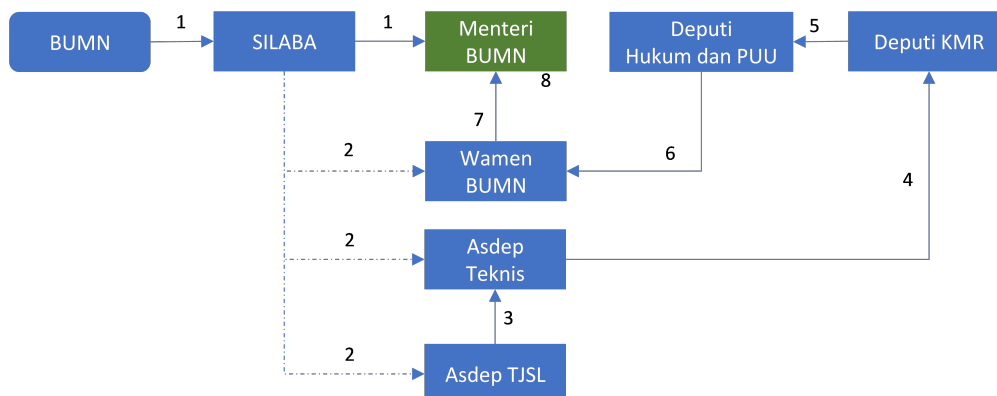 BUMN
1
SILABA
1
Menteri
BUMN
8
Deputi
Hukum dan PUU
5
Deputi KMR
7
2
Wamen
BUMN
6
4
2
Asdep
Teknis
3
2
Asdep TJSL